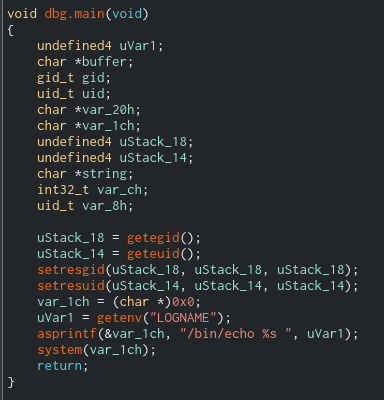 void dbg.main(void)
{
    undefined4 uVar1;
    char *buffer;
    gid_t gid;
    uid_t uid;
    char *var_20h;
    char *var_1ch;
    undefined4 uStack_18;
    undefined4 uStack_14;
    char *string;
    int32_t var_ch;
    uid_t var_8h;

    uStack_18 = getegid();
    uStack_14 = geteuid();
    setresgid(uStack_18, uStack_18, uStack_18);
    setresuid(uStack_14, uStack_14, uStack_14);
    var_1ch = (char *)0x0;
    uVar1 = getenv("LOGNAME");
    asprintf(&var_1ch, "/bin/echo %s ", uVar1);
    system(var_1ch);
    return;
}